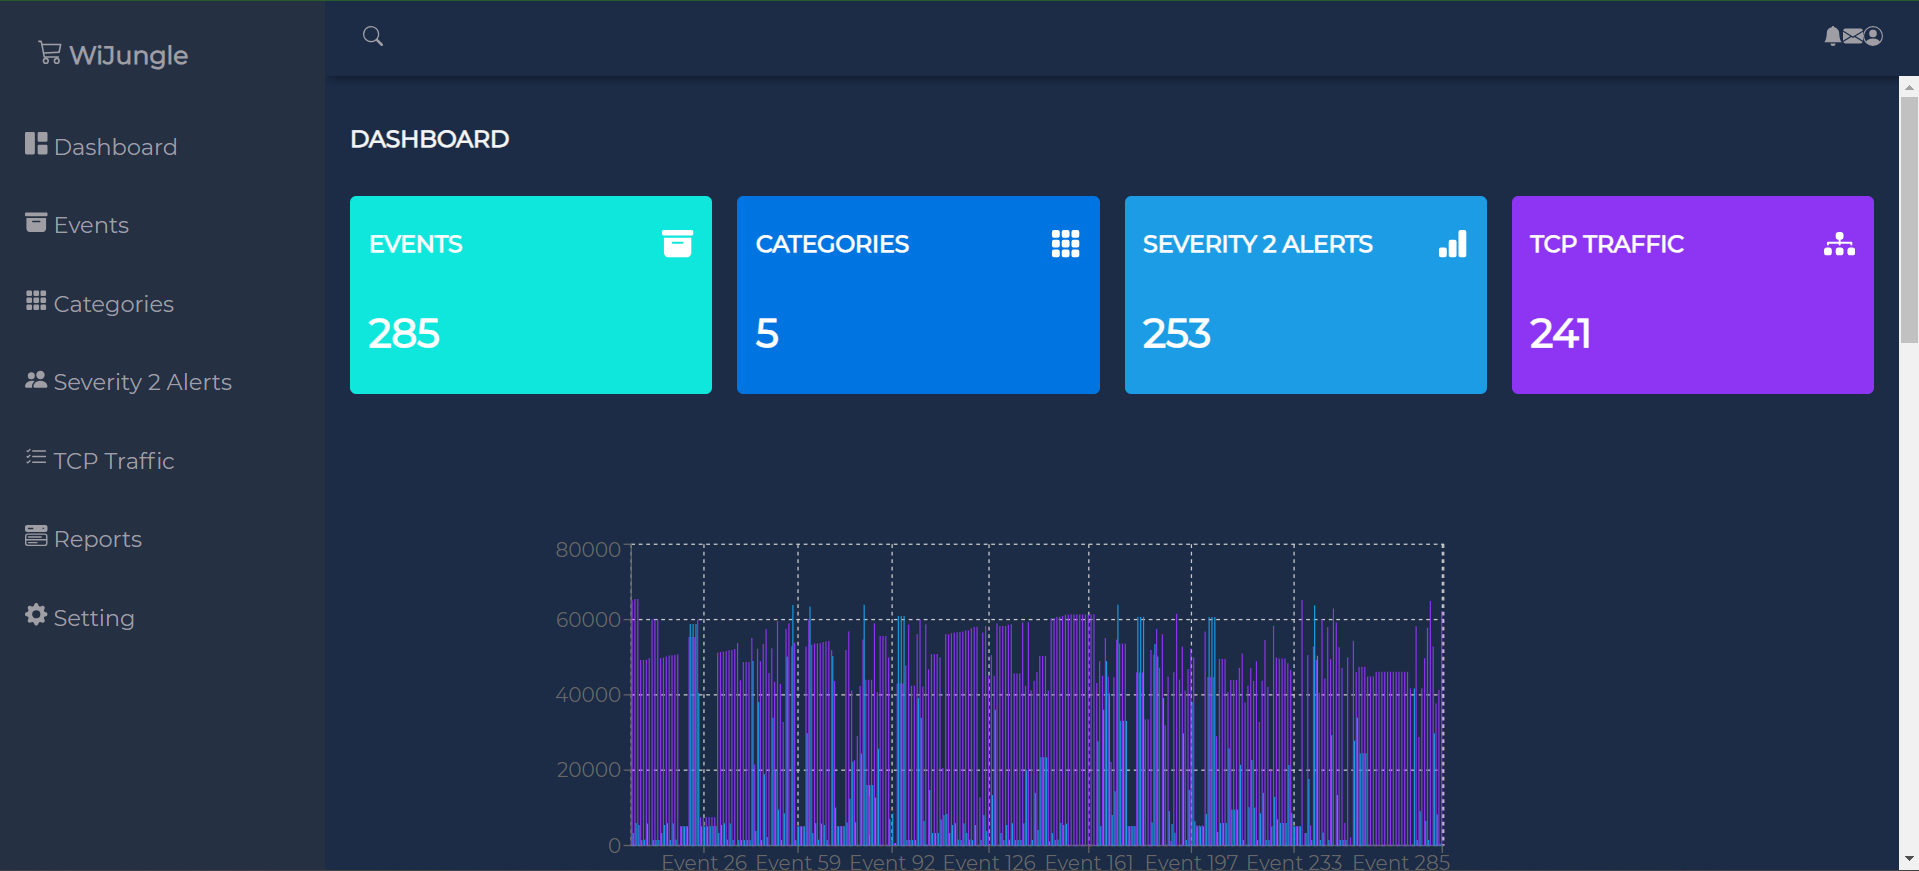 WiJungle
Dashboard
Events
Categories
Severity 2 Alerts
TCP Traffic
Reports
Setting
DASHBOARD
EVENTS
285
CATEGORIES
5
SEVERITY 2 ALERTS
253
TCP TRAFFIC
241
80000
60000
40000
20000
0
Event 26 Event 59 Event 92 Event 126 Event 161 Event 197 Event 233 Event 285